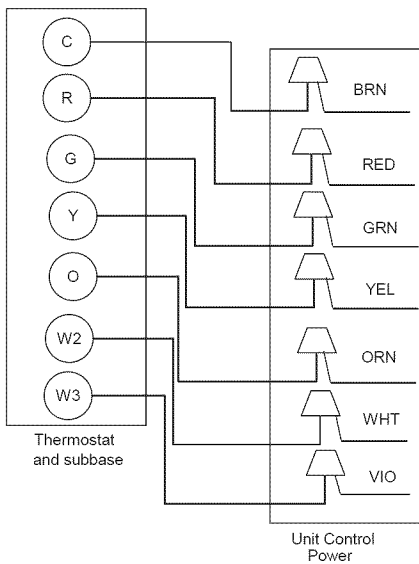 C
R
G
Y
O
W2
W3
Thermostat
and subbase
BRN
RED
GRN
YEL
ORN
WHT
VIO
Unit Control
Power